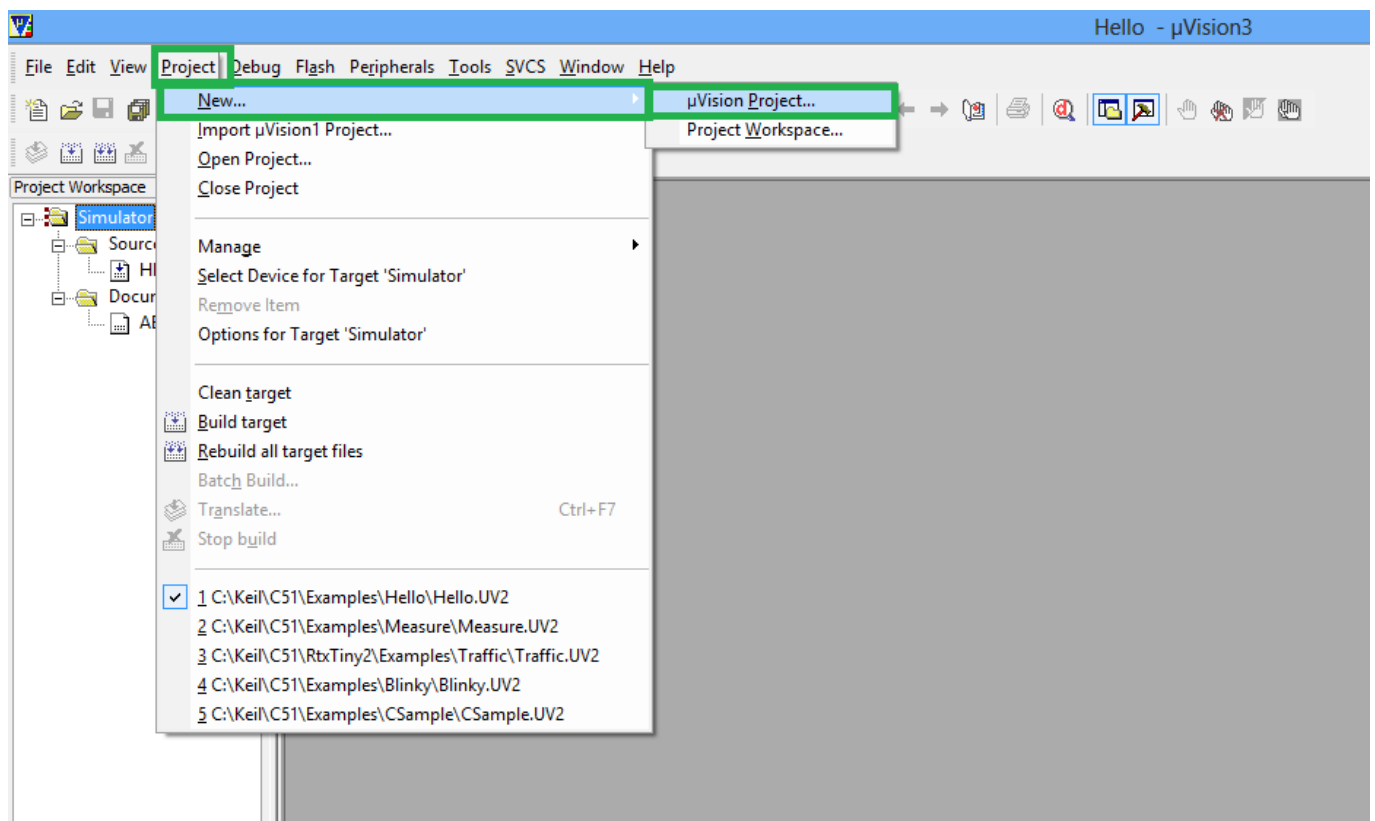 Hello - µVision3
File Edit View Project Debug Flash Peripherals Tools SVCS Window Help
New...
µVision Project...
Import µVision1 Project...
Project Workspace...
Open Project...
Close Project
Project Workspace
Simulator
Manage
Select Device for Target 'Simulator'
Remove Item
Options for Target 'Simulator'
Clean target
Build target
Rebuild all target files
Batch Build...
Translate... Ctrl+F7
Stop build
1 C:\Keil\C51\Examples\Hello\Hello.UV2
2 C:\Keil\C51\Examples\Measure\Measure.UV2
3 C:\Keil\C51\RtxTiny2\Examples\Traffic\Traffic.UV2
4 C:\Keil\C51\Examples\Blinky\Blinky.UV2
5 C:\Keil\C51\Examples\CSample\CSample.UV2